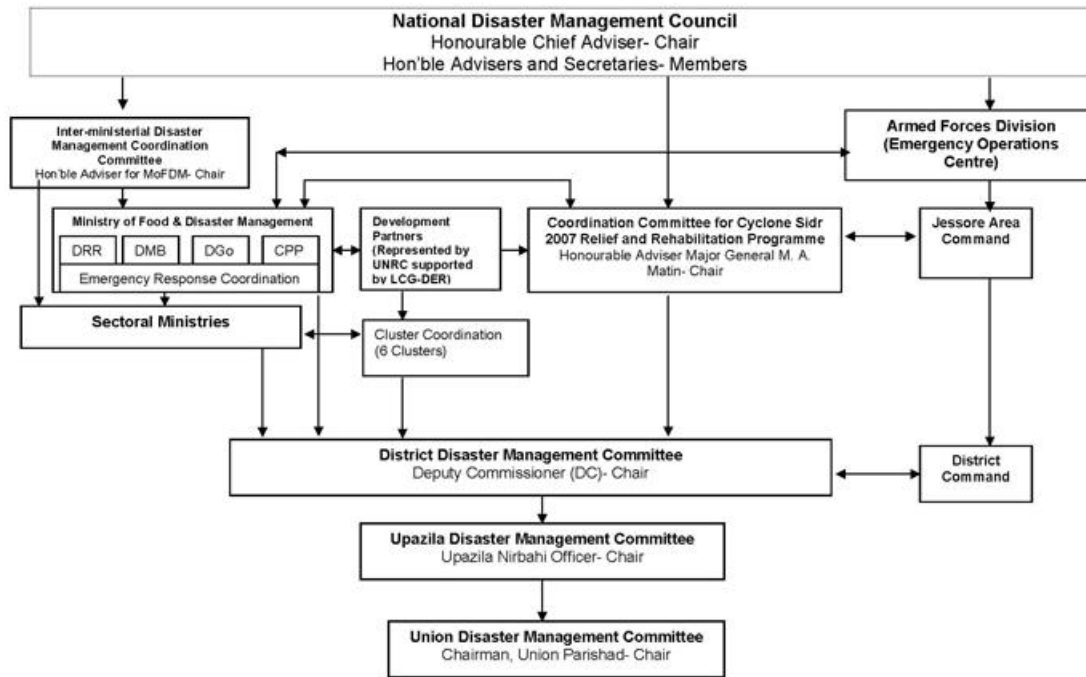 National Disaster Management Council
Honourable Chief Adviser- Chair
Hon'ble Advisers and Secretaries- Members
Inter-ministerial Disaster
Management Coordination
Committee
Hon'ble Adviser for MoFDM- Chair
Armed Forces Division
(Emergency Operations
Centre)
Ministry of Food & Disaster Management
DRR DMB DGo CPP
Emergency Response Coordination
Development
Partners
(Represented by
UNRC supported
by LCG-DER)
Coordination Committee for Cyclone Sidr
2007 Relief and Rehabilitation Programme
Honourable Adviser Major General M. A.
Matin- Chair
Jessore Area
Command
Sectoral Ministries
Cluster Coordination
(6 Clusters)
District Disaster Management Committee
Deputy Commissioner (DC)- Chair
District
Command
Upazila Disaster Management Committee
Upazila Nirbahi Officer- Chair
Union Disaster Management Committee
Chairman, Union Parishad- Chair